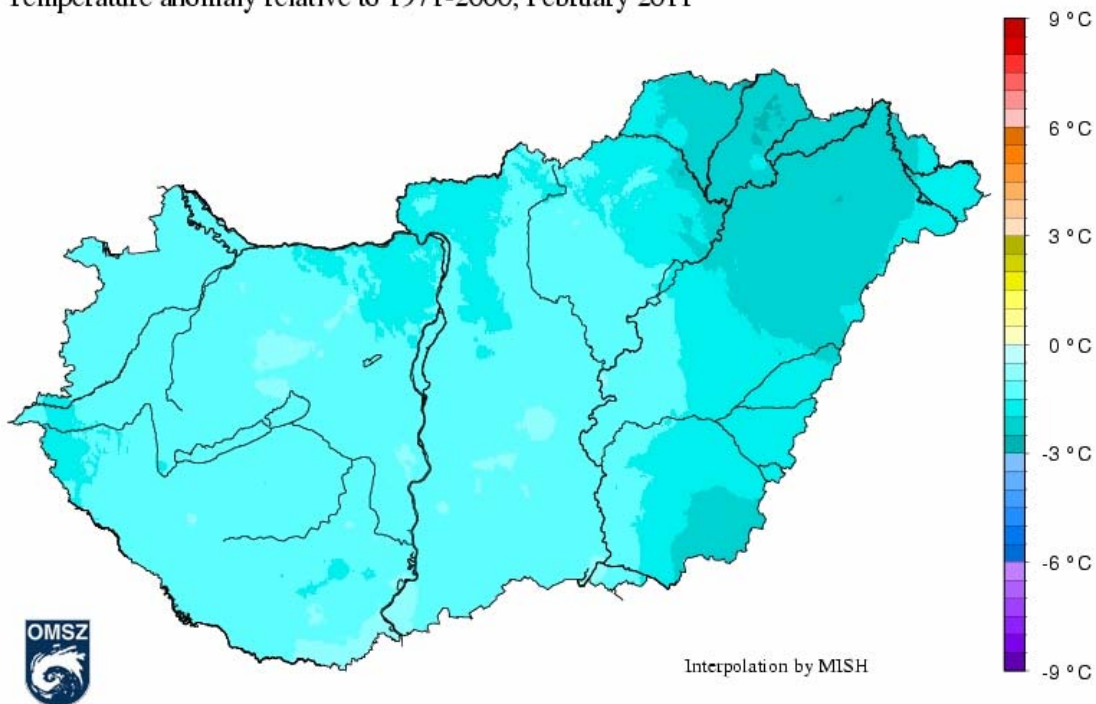 Temperature anomaly relative to 1971-2000, February 2011
9 °C
6 °C
3 °C
0 °C
-3 °C
-6 °C
-9 °C
OMSZ
Interpolation by MISH